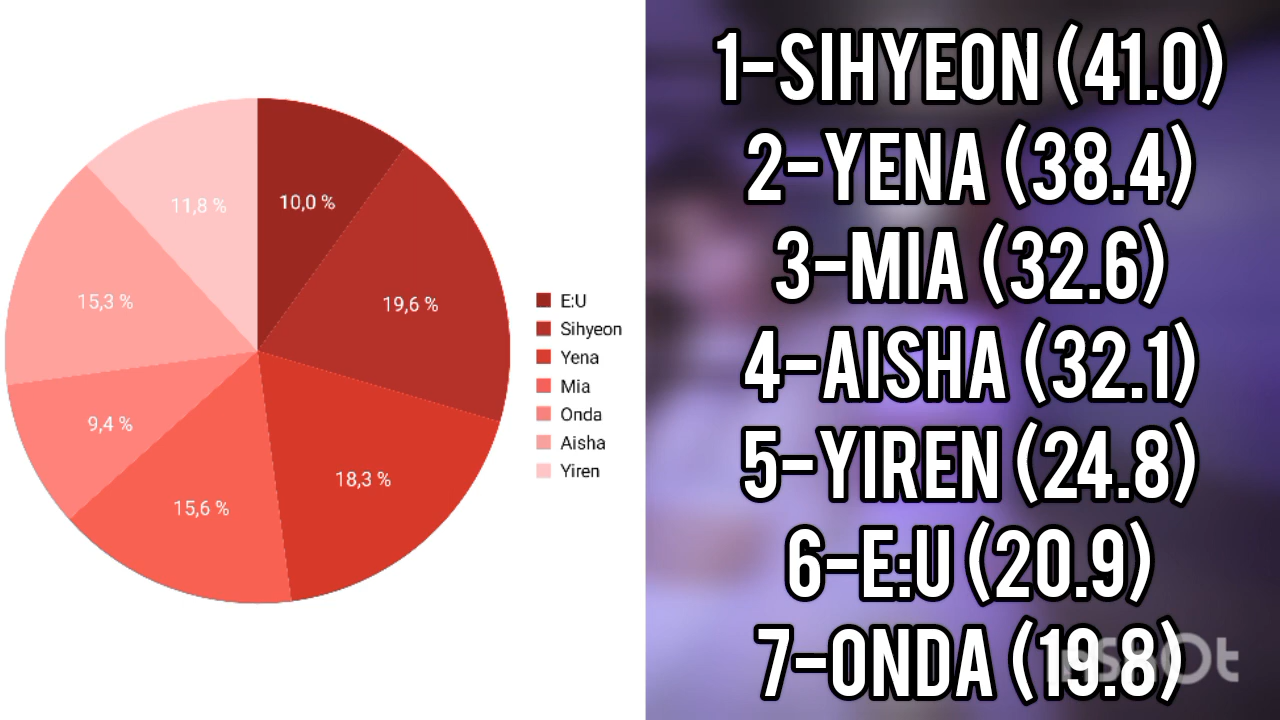 10,0 %
19,6 %
18,3 %
15,6 %
9,4 %
15,3 %
11,8 %
E:U
Sihyeon
Yena
Mia
Onda
Aisha
Yiren
1-SIHYEON (41.0)
2-YENA (38.4)
3-MIA (32.6)
4-AISHA (32.1)
5-YIREN (24.8)
6-E:U (20.9)
7-ONDA (19.8)
InShOt